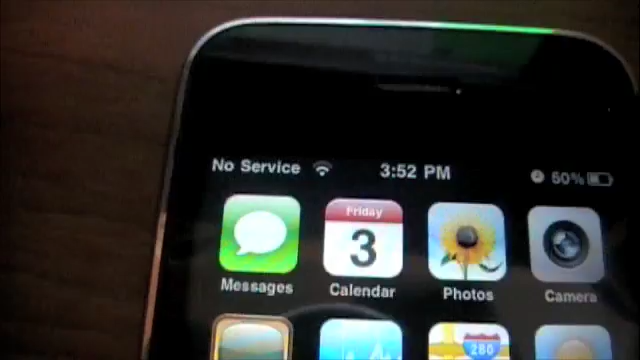 No Service 3:52 PM 50%
Friday
3
Messages Calendar Photos Camera
280